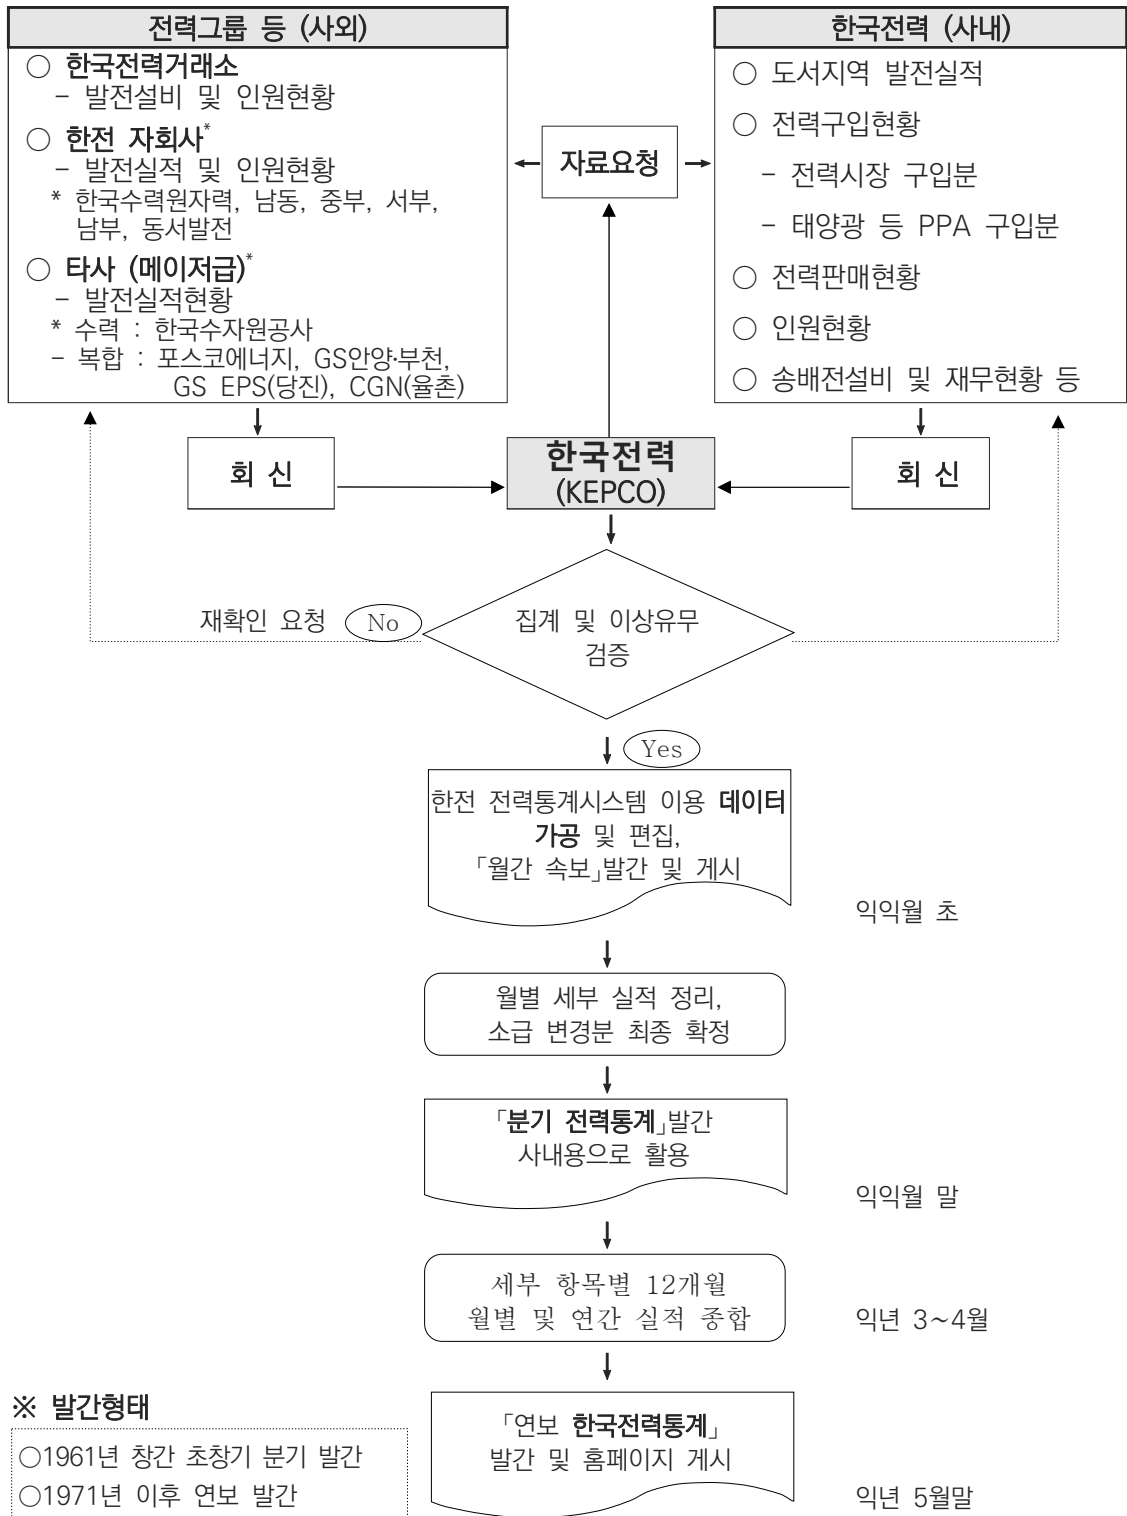 전력그룹 등 (사외)
○ 한국전력거래소
- 발전설비 및 인원현황
○ 한전 자회사*
- 발전실적 및 인원현황
* 한국수력원자력, 남동, 중부, 서부,
남부, 동서발전
○ 타사 (메이저급)*
- 발전실적현황
* 수력 : 한국수자원공사
- 복합 : 포스코에너지, GS안양·부천,
GS EPS(당진), CGN(율촌)
자료요청
한국전력 (사내)
○ 도서지역 발전실적
○ 전력구입현황
- 전력시장 구입분
- 태양광 등 PPA 구입분
○ 전력판매현황
○ 인원현황
○ 송배전설비 및 재무현황 등
회 신
한국전력
(KEPCO)
회 신
재확인 요청
No
집계 및 이상유무
검증
Yes
한전 전력통계시스템 이용 데이터
가공 및 편집,
「월간 속보」발간 및 게시
익익월 초
월별 세부 실적 정리,
소급 변경분 최종 확정
「분기 전력통계」발간
사내용으로 활용
익익월 말
세부 항목별 12개월
월별 및 연간 실적 종합
익년 3~4월
「연보 한국전력통계」
발간 및 홈페이지 게시
익년 5월말
※ 발간형태
○1961년 창간 초창기 분기 발간
○1971년 이후 연보 발간